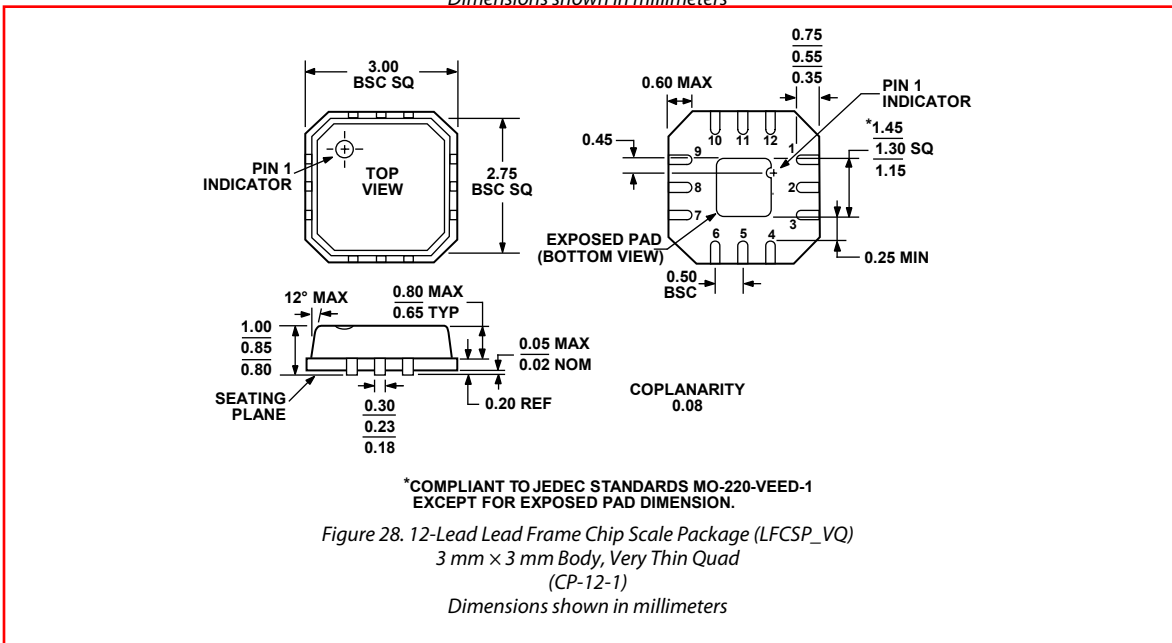 Dimensions shown in millimeters
3.00
BSC SQ
PIN 1
INDICATOR
TOP
VIEW
2.75
BSC SQ
0.75
0.55
0.35
0.60 MAX
PIN 1
INDICATOR
0.45
*1.45
1.30 SQ
1.15
10 11 12
9
8
7
1
2
3
6 5 4
EXPOSED PAD
(BOTTOM VIEW)
0.50
BSC
0.25 MIN
12° MAX
0.80 MAX
0.65 TYP
1.00
0.85
0.80
0.05 MAX
0.02 NOM
SEATING
PLANE
0.30
0.23
0.18
0.20 REF
COPLANARITY
0.08
*COMPLIANT TO JEDEC STANDARDS MO-220-VEED-1
EXCEPT FOR EXPOSED PAD DIMENSION.
Figure 28. 12-Lead Lead Frame Chip Scale Package (LFCSP_VQ)
3 mm × 3 mm Body, Very Thin Quad
(CP-12-1)
Dimensions shown in millimeters